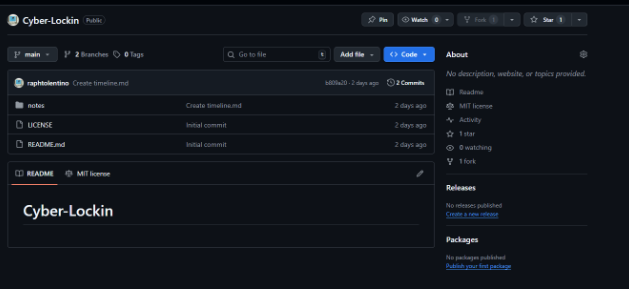 Cyber-Lockin Public
Pin Watch 0 Fork 1 Star 1
main 2 Branches 0 Tags Go to file t Add file Code
raphtolentino Create timeline.md 2 days ago 2 Commits
notes Create timeline.md 2 days ago
LICENSE Initial commit 2 days ago
README.md Initial commit 2 days ago
README MIT license
Cyber-Lockin
About
No description, website, or topics provided.
Readme
MIT license
Activity
1 star
0 watching
1 fork
Releases
No releases published
Create a new release
Packages
No packages published
Publish your first package